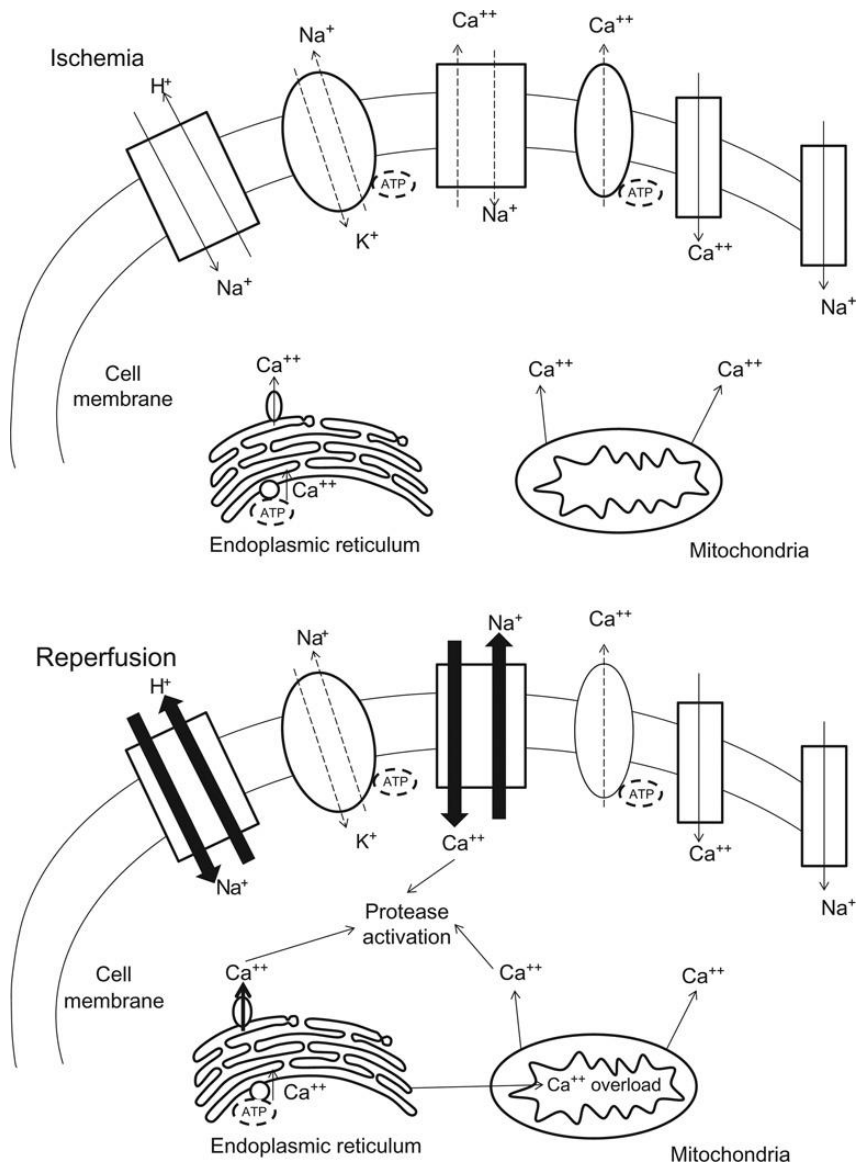 Ischemia
H⁺
Na⁺
Na⁺
ATP
K⁺
Ca⁺⁺
Na⁺
Ca⁺⁺
ATP
Ca⁺⁺
Na⁺
Cell
membrane
Ca⁺⁺
Ca⁺⁺
ATP
Endoplasmic reticulum
Ca⁺⁺
Ca⁺⁺
Mitochondria
Reperfusion
H⁺
Na⁺
Na⁺
ATP
K⁺
Na⁺
Ca⁺⁺
Ca⁺⁺
ATP
Ca⁺⁺
Na⁺
Protease
activation
Cell
membrane
Ca⁺⁺
Ca⁺⁺
ATP
Endoplasmic reticulum
Ca⁺⁺
Ca⁺⁺
Ca⁺⁺ overload
Mitochondria